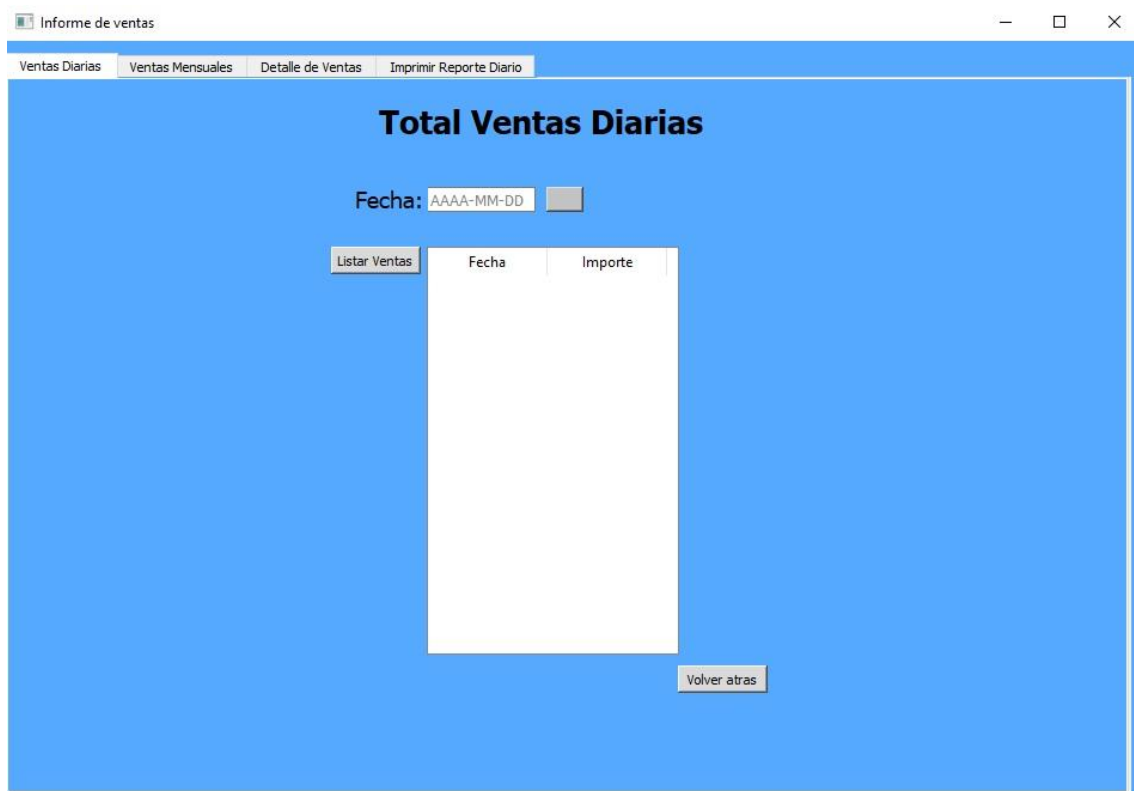 Informe de ventas
Ventas Diarias Ventas Mensuales Detalle de Ventas Imprimir Reporte Diario
Total Ventas Diarias
Fecha: AAAA-MM-DD
Listar Ventas Fecha Importe
Volver atras